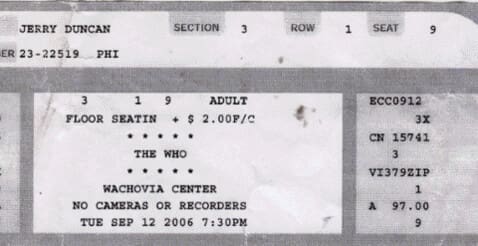 JERRY DUNCAN SECTION 3 ROW 1 SEAT 9
ER 23-22519 PHI
3 1 9 ADULT ECC0912
FLOOR SEATIN + $ 2.00F/C 3X
* * * * * CN 15741
THE WHO 3
* * * * * VI379ZIP
WACHOVIA CENTER 1
NO CAMERAS OR RECORDERS A 97.00
TUE SEP 12 2006 7:30PM 9